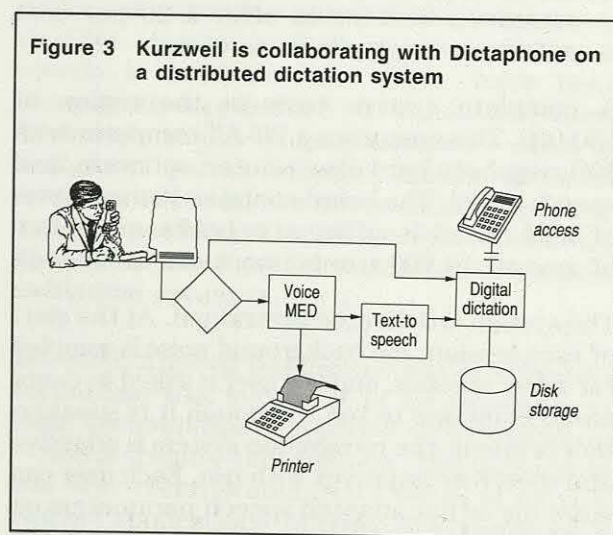 Figure 3 Kurzweil is collaborating with Dictaphone on
a distributed dictation system
Phone
access
Voice
MED
Text-to
speech
Digital
dictation
Disk
storage
Printer